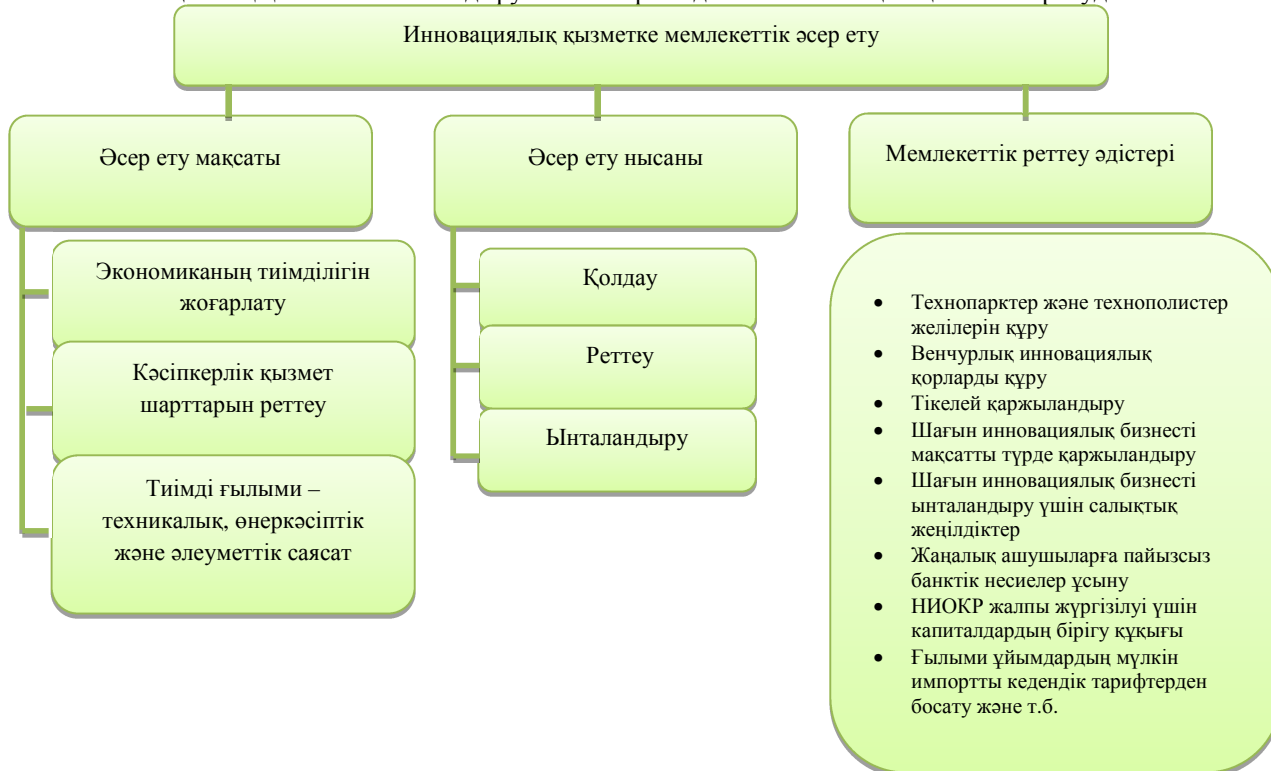 Инновациялық қызметке мемлекеттік әсер ету
Әсер ету мақсаты
Экономиканың тиімділігін
жоғарлату
Кәсіпкерлік қызмет
шарттарын реттеу
Тиімді ғылыми –
техникалық, өнеркәсіптік
және әлеуметтік саясат
Әсер ету нысаны
Қолдау
Реттеу
Ынталандыру
Мемлекеттік реттеу әдістері
• Технопарктер және технополистер
желілерін құру
• Венчурлық инновациялық
қорларды құру
• Тікелей қаржыландыру
• Шағын инновациялық бизнесті
мақсатты түрде қаржыландыру
• Шағын инновациялық бизнесті
ынталандыру үшін салықтық
жеңілдіктер
• Жаңалық ашушыларға пайызсыз
банктік несиелер ұсыну
• НИОКР жалпы жүргізілуі үшін
капиталдардың бірігу құқығы
• Ғылыми ұйымдардың мүлкін
импортты кедендік тарифтерден
босату және т.б.